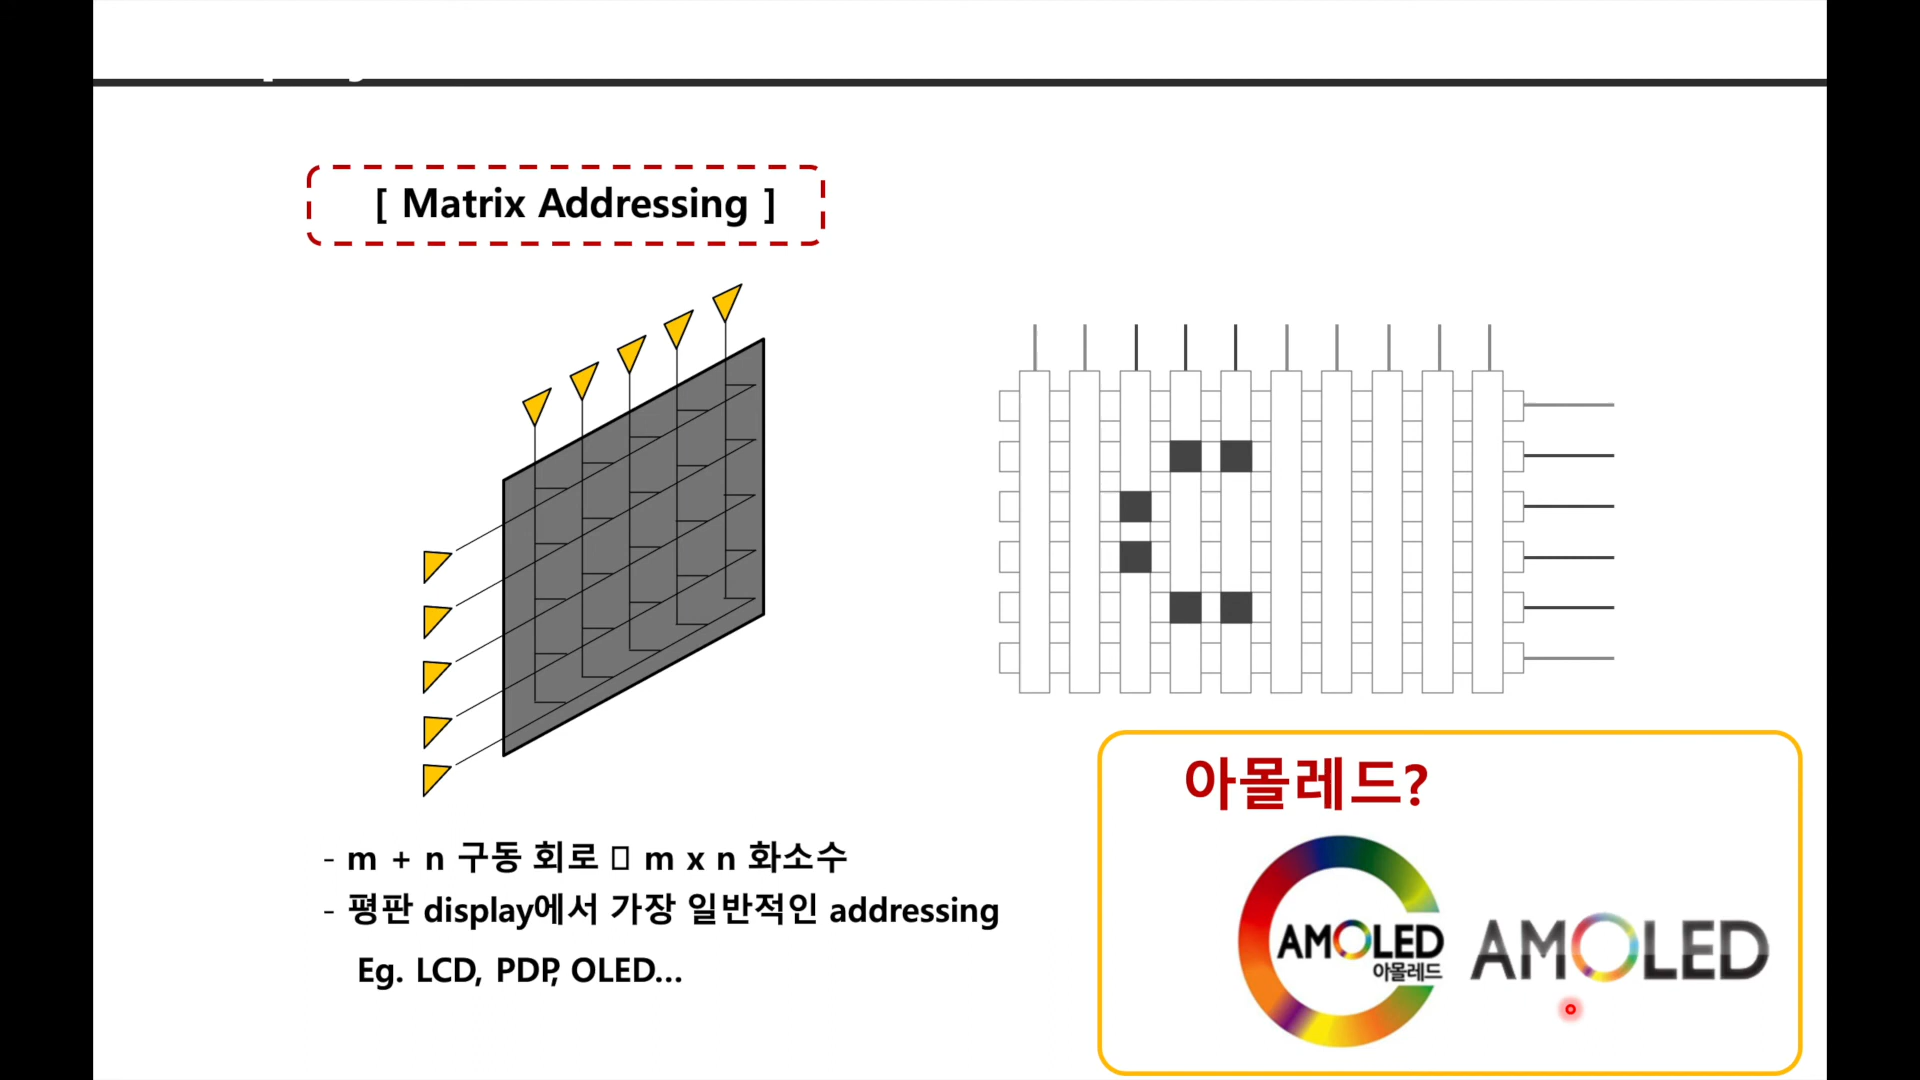 [ Matrix Addressing ]
- m + n 구동 회로 □ m x n 화소수
- 평판 display에서 가장 일반적인 addressing
Eg. LCD, PDP, OLED...
아몰레드?
AMOLED
아몰레드
AMOLED